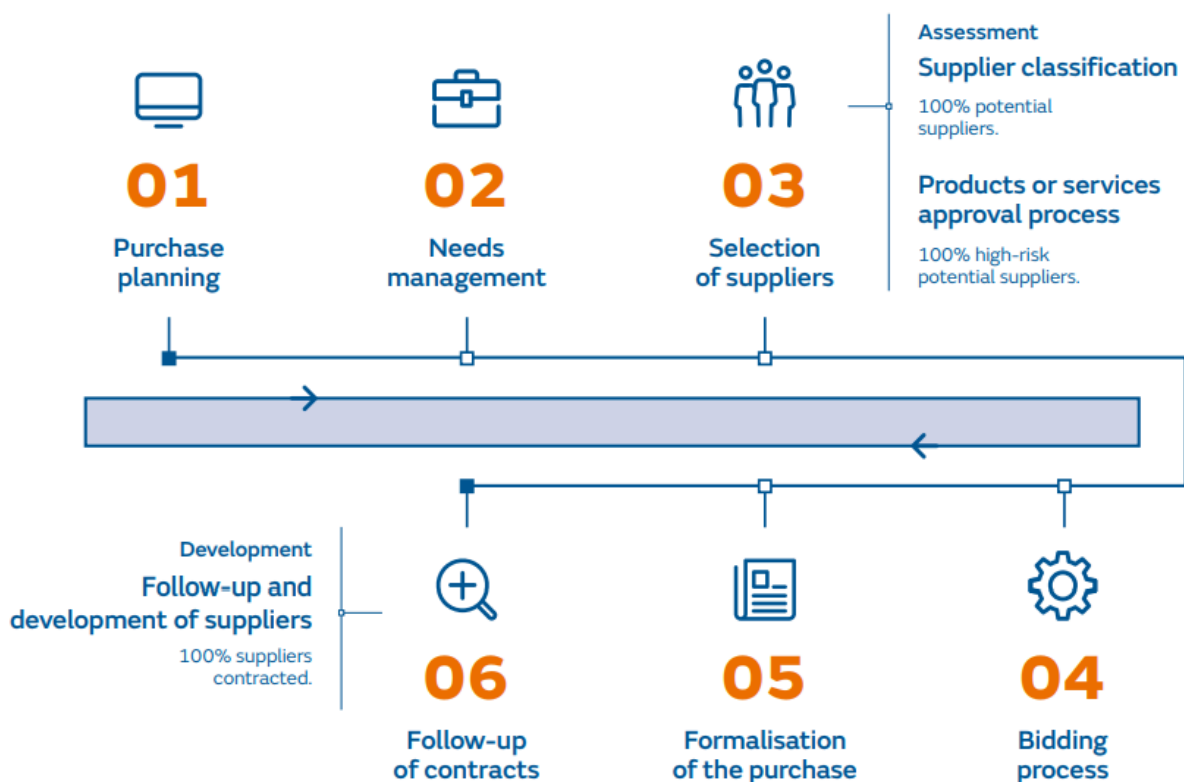 Assessment
Supplier classification
100% potential
suppliers.
Products or services
approval process
100% high-risk
potential suppliers.
01
Purchase
planning
02
Needs
management
03
Selection
of suppliers
Development
Follow-up and
development of suppliers
100% suppliers
contracted.
06
Follow-up
of contracts
05
Formalisation
of the purchase
04
Bidding
process